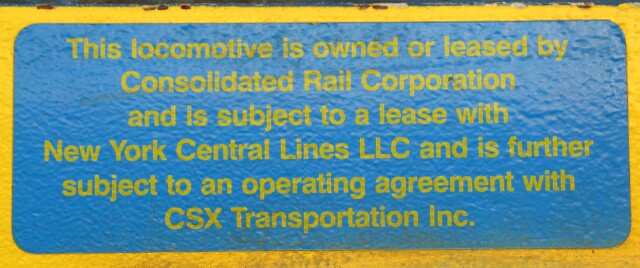 This locomotive is owned or leased by
Consolidated Rail Corporation
and is subject to a lease with
New York Central Lines LLC and is further
subject to an operating agreement with
CSX Transportation Inc.